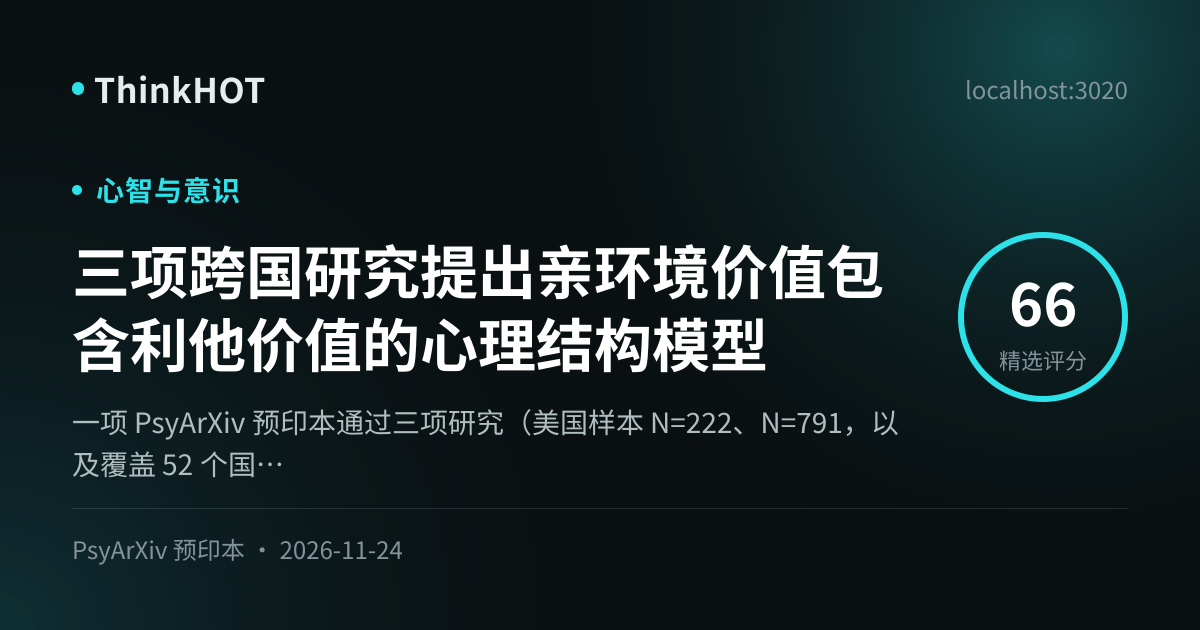 ThinkHOT
localhost:3020
心智与意识
三项跨国研究提出亲环境价值包
含利他价值的心理结构模型
66
精选评分
一项 PsyArXiv 预印本通过三项研究（美国样本 N=222、N=791，以
及覆盖 52 个国…
PsyArXiv 预印本 · 2026-11-24